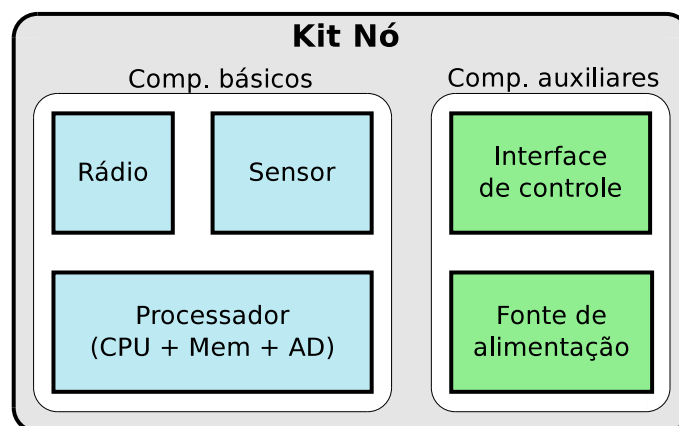 Kit Nó
Comp. básicos
Comp. auxiliares
Rádio
Sensor
Interface
de controle
Processador
(CPU + Mem + AD)
Fonte de
alimentação